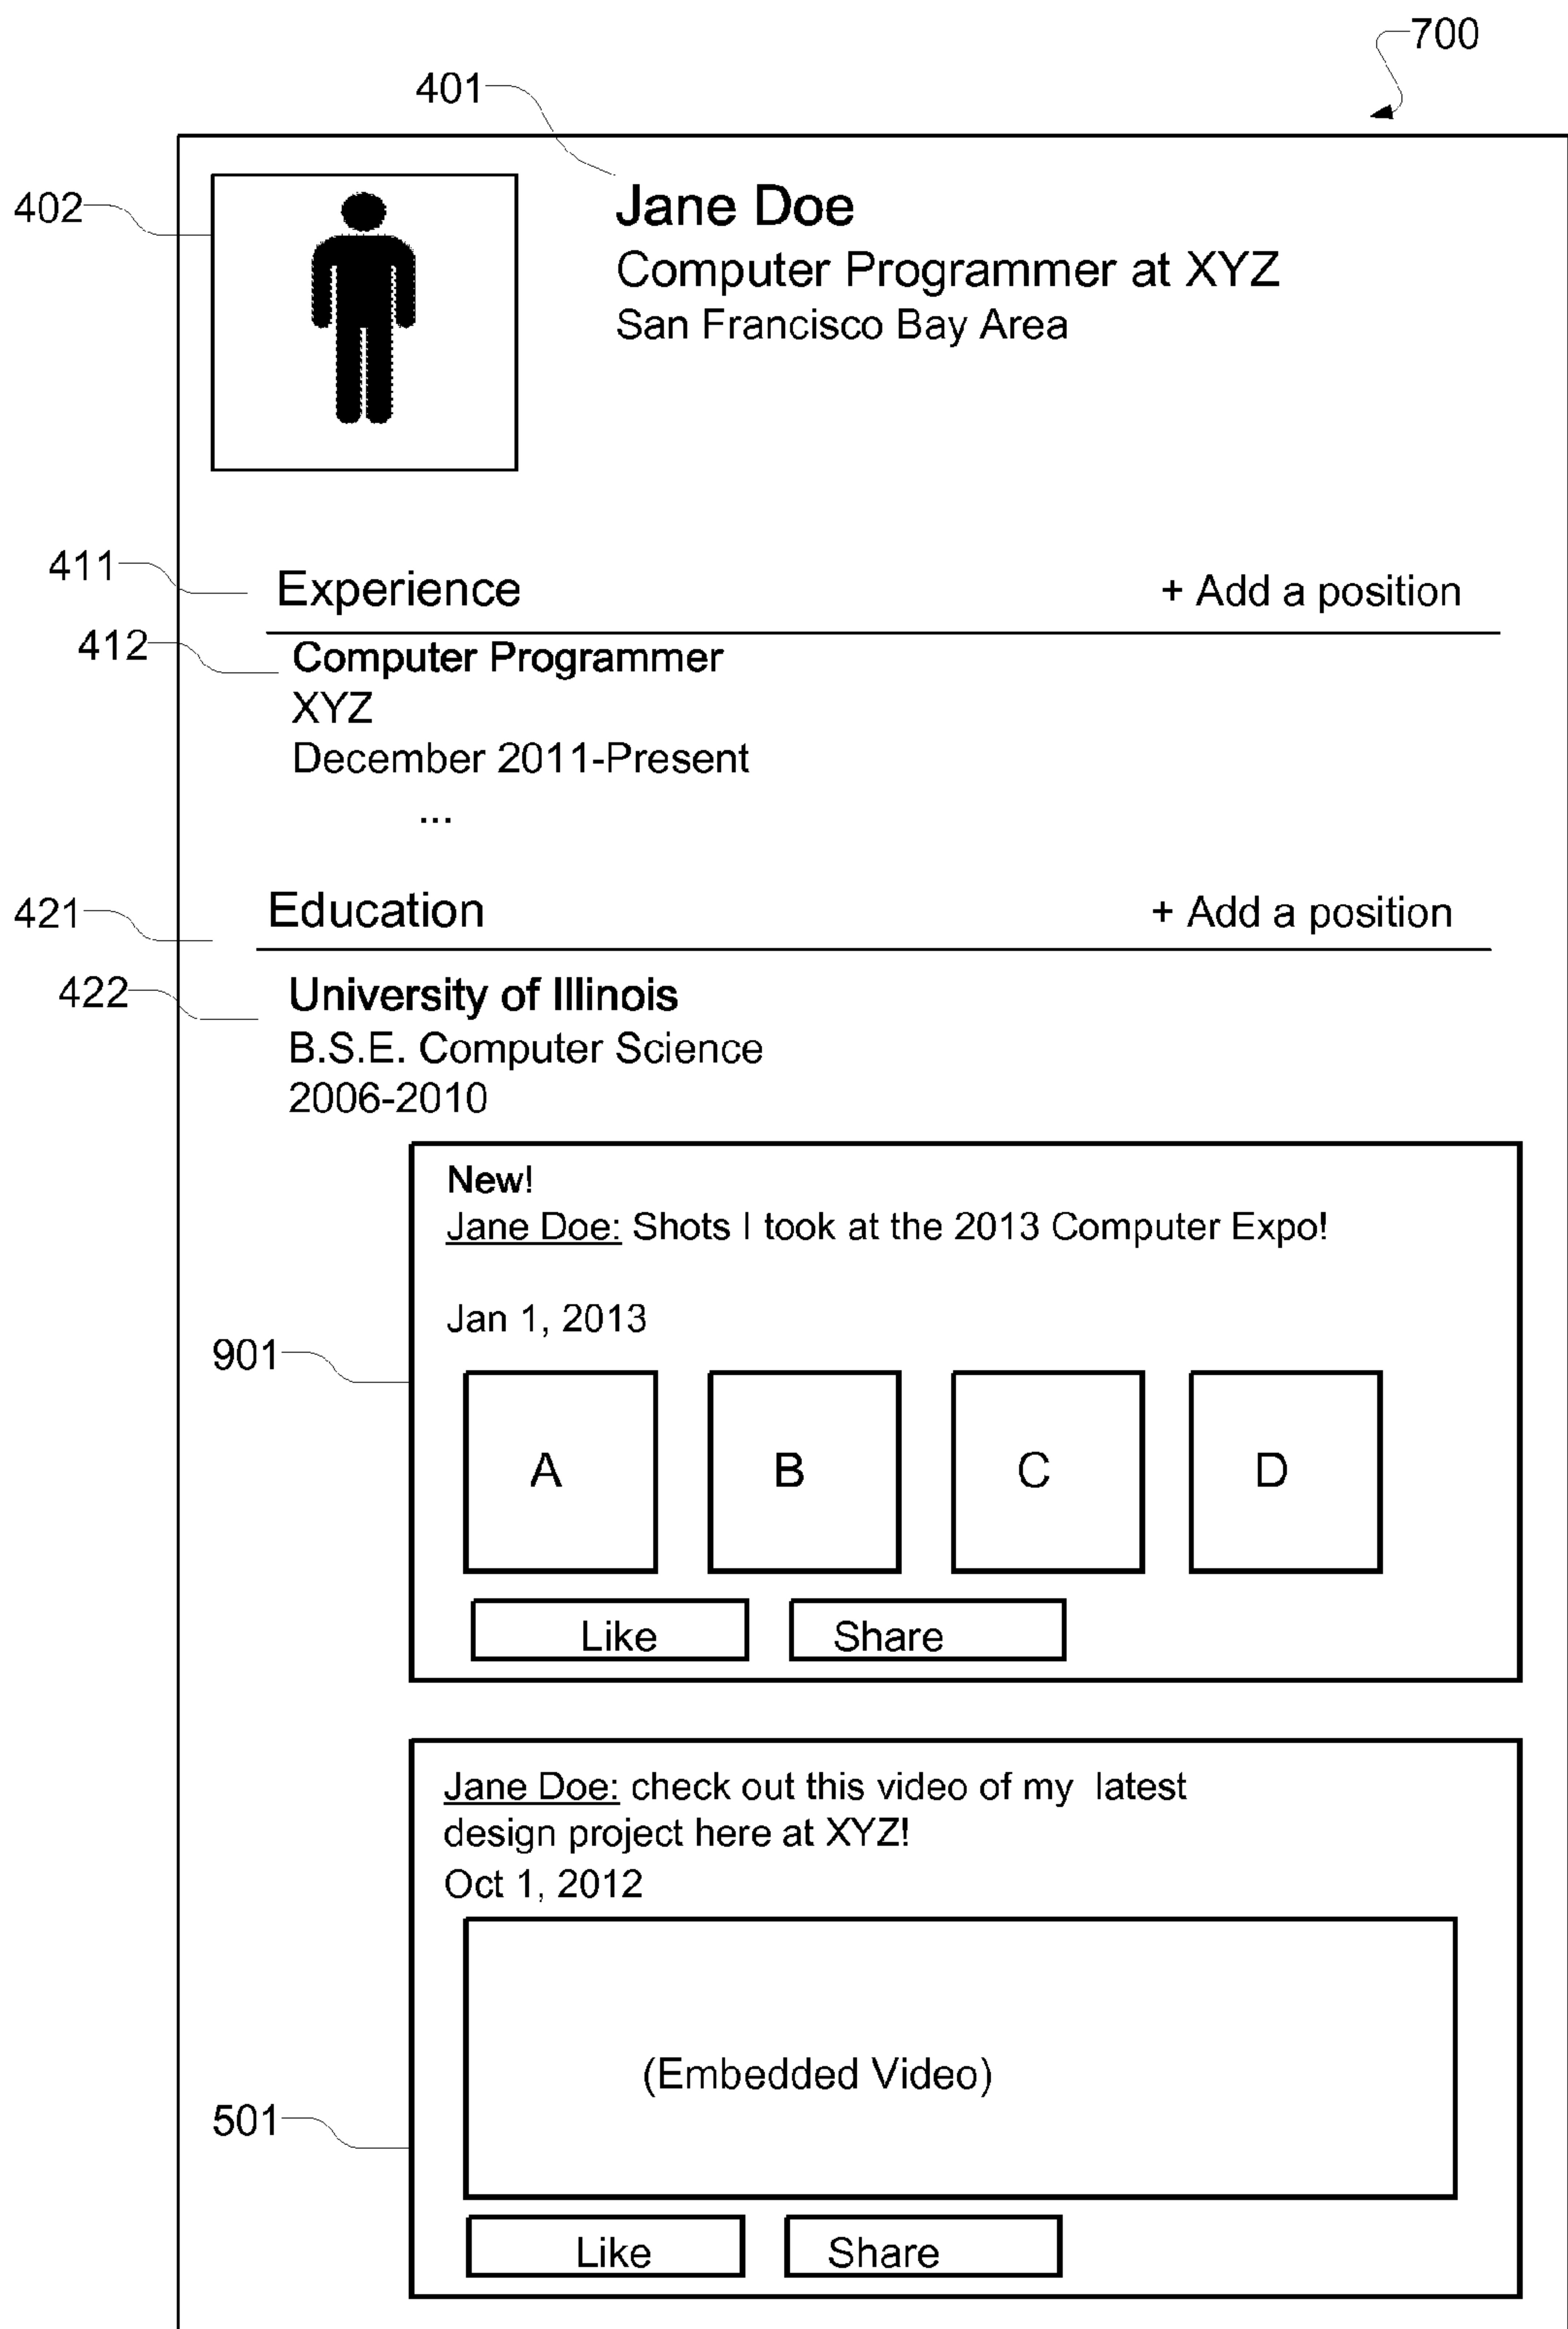 700
401
402
Jane Doe
Computer Programmer at XYZ
San Francisco Bay Area
411
Experience + Add a position
412
Computer Programmer
XYZ
December 2011-Present
...
421
Education + Add a position
422
University of Illinois
B.S.E. Computer Science
2006-2010
New!
Jane Doe: Shots I took at the 2013 Computer Expo!
Jan 1, 2013
901
A B C D
Like Share
Jane Doe: check out this video of my latest
design project here at XYZ!
Oct 1, 2012
(Embedded Video)
501
Like Share